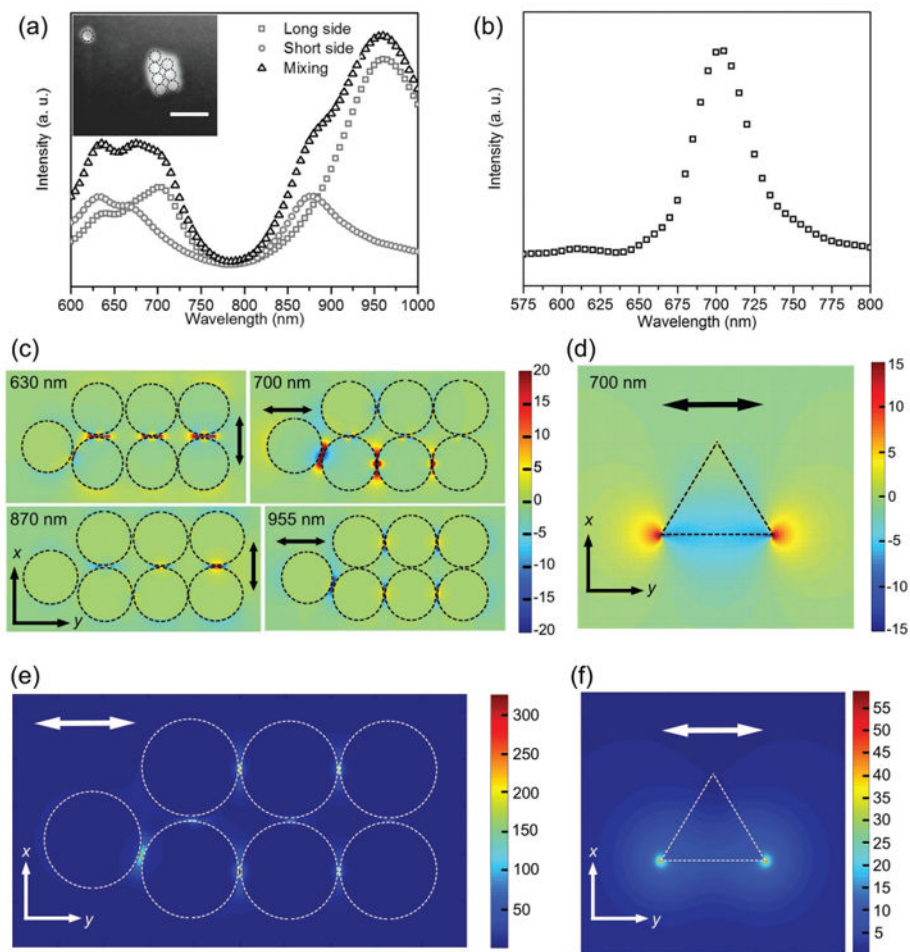 (a)
Long side
Short side
Mixing
Intensity (a. u.)
600 650 700 750 800 850 900 950 1000
Wavelength (nm)
(b)
Intensity (a. u.)
575 600 625 650 675 700 725 750 775 800
Wavelength (nm)
(c)
630 nm
700 nm
870 nm
955 nm
x
y
20
15
10
5
0
-5
-10
-15
-20
(d)
700 nm
x
y
15
10
5
0
-5
-10
-15
(e)
x
y
300
250
200
150
100
50
(f)
x
y
55
50
45
40
35
30
25
20
15
10
5